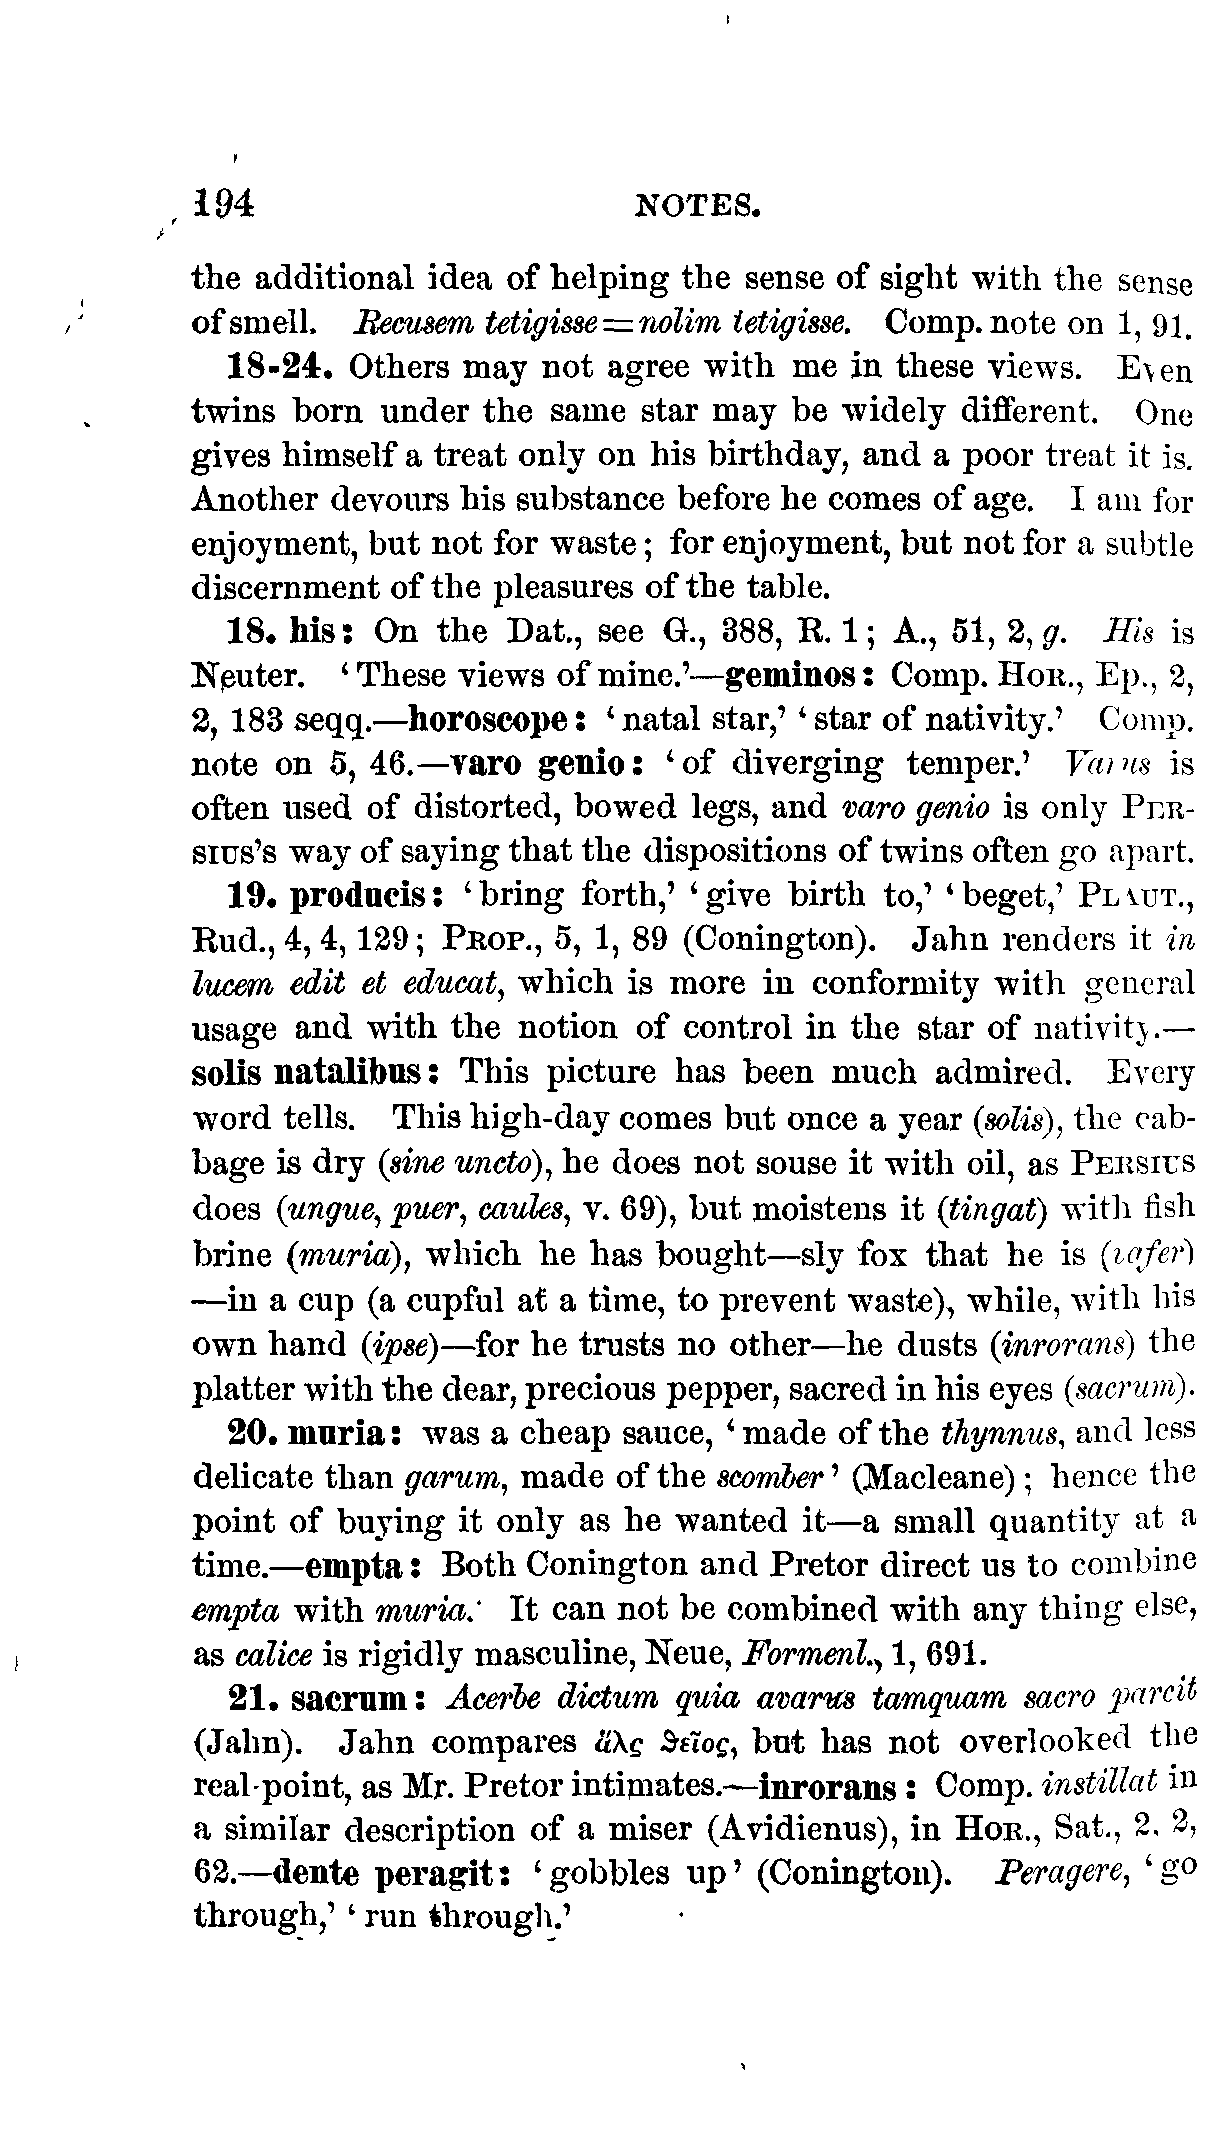 194 NOTES.
the additional idea of helping the sense of sight with the sense
of smell. Recusem tetigisse = nolim tetigisse. Comp. note on 1, 91.
18-24. Others may not agree with me in these views. Even
twins born under the same star may be widely different. One
gives himself a treat only on his birthday, and a poor treat it is.
Another devours his substance before he comes of age. I am for
enjoyment, but not for waste; for enjoyment, but not for a subtle
discernment of the pleasures of the table.
18. his: On the Dat., see G., 388, R. 1; A., 51, 2, g. His is
Neuter. ‘These views of mine.’—geminos: Comp. HOR., Ep., 2,
2, 183 seqq.—horoscope: ‘natal star,’ ‘star of nativity.’ Comp.
note on 5, 46.—varo genio: ‘of diverging temper.’ Varus is
often used of distorted, bowed legs, and varo genio is only PER-
SIUS’s way of saying that the dispositions of twins often go apart.
19. producis: ‘bring forth,’ ‘give birth to,’ ‘beget,’ PLAUT.,
Rud., 4, 4, 129; PROP., 5, 1, 89 (Conington). Jahn renders it in
lucem edit et educat, which is more in conformity with general
usage and with the notion of control in the star of nativity.—
solis natalibus: This picture has been much admired. Every
word tells. This high-day comes but once a year (solis), the cab-
bage is dry (sine uncto), he does not souse it with oil, as PERSIUS
does (ungue, puer, caules, v. 69), but moistens it (tingat) with fish
brine (muria), which he has bought—sly fox that he is (vafer)
—in a cup (a cupful at a time, to prevent waste), while, with his
own hand (ipse)—for he trusts no other—he dusts (inrorans) the
platter with the dear, precious pepper, sacred in his eyes (sacrum).
20. muria: was a cheap sauce, ‘made of the thynnus, and less
delicate than garum, made of the scomber’ (Macleane); hence the
point of buying it only as he wanted it—a small quantity at a
time.—empta: Both Conington and Pretor direct us to combine
empta with muria. It can not be combined with any thing else,
as calice is rigidly masculine, Neue, Formenl., 1, 691.
21. sacrum: Acerbe dictum quia avarus tamquam sacro parcit
(Jahn). Jahn compares ἅλς ϑεῖος, but has not overlooked the
real point, as Mr. Pretor intimates.—inrorans: Comp. instillat in
a similar description of a miser (Avidienus), in HOR., Sat., 2, 2,
62.—dente peragit: ‘gobbles up’ (Conington). Peragere, ‘go
through,’ ‘run through.’